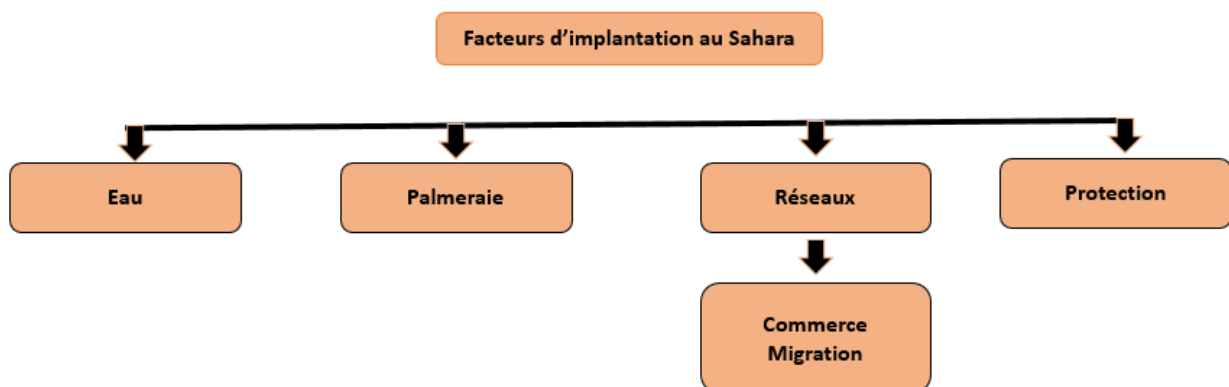 Facteurs d’implantation au Sahara
Eau
Palmeraie
Réseaux
Protection
Commerce
Migration